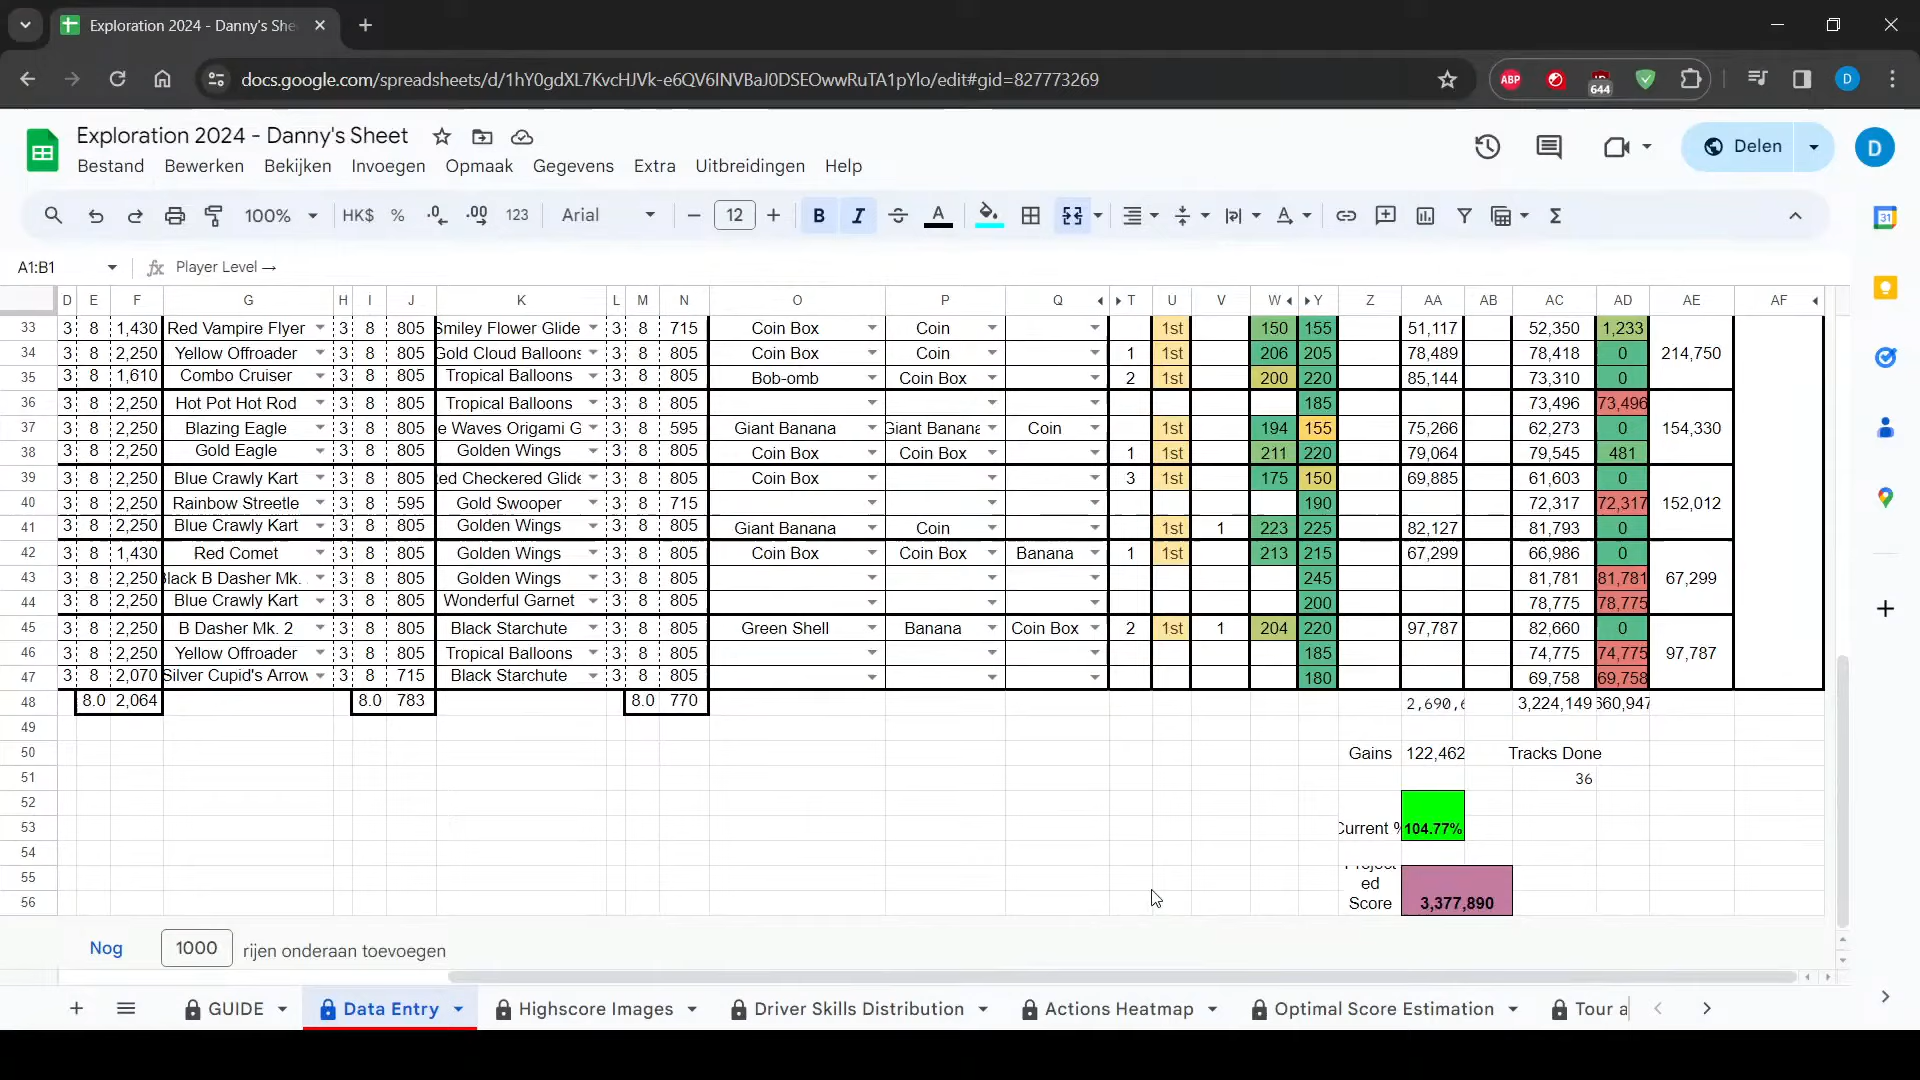 Exploration 2024 - Danny's She
docs.google.com/spreadsheets/d/1hY0gdXL7KvcHJVk-e6QV6INVBaJ0DSEOwwRuTA1pYlo/edit#gid=827773269
ABP
644
D
Exploration 2024 - Danny's Sheet
Bestand Bewerken Bekijken Invoegen Opmaak Gegevens Extra Uitbreidingen Help
Delen
D
100% HK$ % .0 .00 123 Arial 12 B I A
31
A1:B1 fx Player Level →
D E F G H I J K L M N O P Q T U V W Y Z AA AB AC AD AE AF
33 3 8 1,430 Red Vampire Flyer 3 8 805 Smiley Flower Glide 3 8 715 Coin Box Coin 1st 150 155 51,117 52,350 1,233
34 3 8 2,250 Yellow Offroader 3 8 805 Gold Cloud Balloons 3 8 805 Coin Box Coin 1 1st 206 205 78,489 78,418 0 214,750
35 3 8 1,610 Combo Cruiser 3 8 805 Tropical Balloons 3 8 805 Bob-omb Coin Box 2 1st 200 220 85,144 73,310 0
36 3 8 2,250 Hot Pot Hot Rod 3 8 805 Tropical Balloons 3 8 805 185 73,496 73,496
37 3 8 2,250 Blazing Eagle 3 8 805 e Waves Origami G 3 8 595 Giant Banana Giant Banana Coin 1st 194 155 75,266 62,273 0 154,330
38 3 8 2,250 Gold Eagle 3 8 805 Golden Wings 3 8 805 Coin Box Coin Box 1 1st 211 220 79,064 79,545 481
39 3 8 2,250 Blue Crawly Kart 3 8 805 ed Checkered Glide 3 8 805 Coin Box 3 1st 175 150 69,885 61,603 0
40 3 8 2,250 Rainbow Streetle 3 8 595 Gold Swooper 3 8 715 190 72,317 72,317 152,012
41 3 8 2,250 Blue Crawly Kart 3 8 805 Golden Wings 3 8 805 Giant Banana Coin 1st 1 223 225 82,127 81,793 0
42 3 8 1,430 Red Comet 3 8 805 Golden Wings 3 8 805 Coin Box Coin Box Banana 1 1st 213 215 67,299 66,986 0
43 3 8 2,250 Black B Dasher Mk. 3 8 805 Golden Wings 3 8 805 245 81,781 81,781 67,299
44 3 8 2,250 Blue Crawly Kart 3 8 805 Wonderful Garnet 3 8 805 200 78,775 78,775
45 3 8 2,250 B Dasher Mk. 2 3 8 805 Black Starchute 3 8 805 Green Shell Banana Coin Box 2 1st 1 204 220 97,787 82,660 0
46 3 8 2,250 Yellow Offroader 3 8 805 Tropical Balloons 3 8 805 185 74,775 74,775 97,787
47 3 8 2,070 Silver Cupid's Arrow 3 8 715 Black Starchute 3 8 805 180 69,758 69,758
48 8.0 2,064 8.0 783 8.0 770 2,690,6 3,224,149 660,947
49
50 Gains 122,462 Tracks Done
51 36
52
53 Current % 104.77%
54
55 Project
ed
56 Score 3,377,890
Nog 1000 rijen onderaan toevoegen
GUIDE Data Entry Highscore Images Driver Skills Distribution Actions Heatmap Optimal Score Estimation Tour a